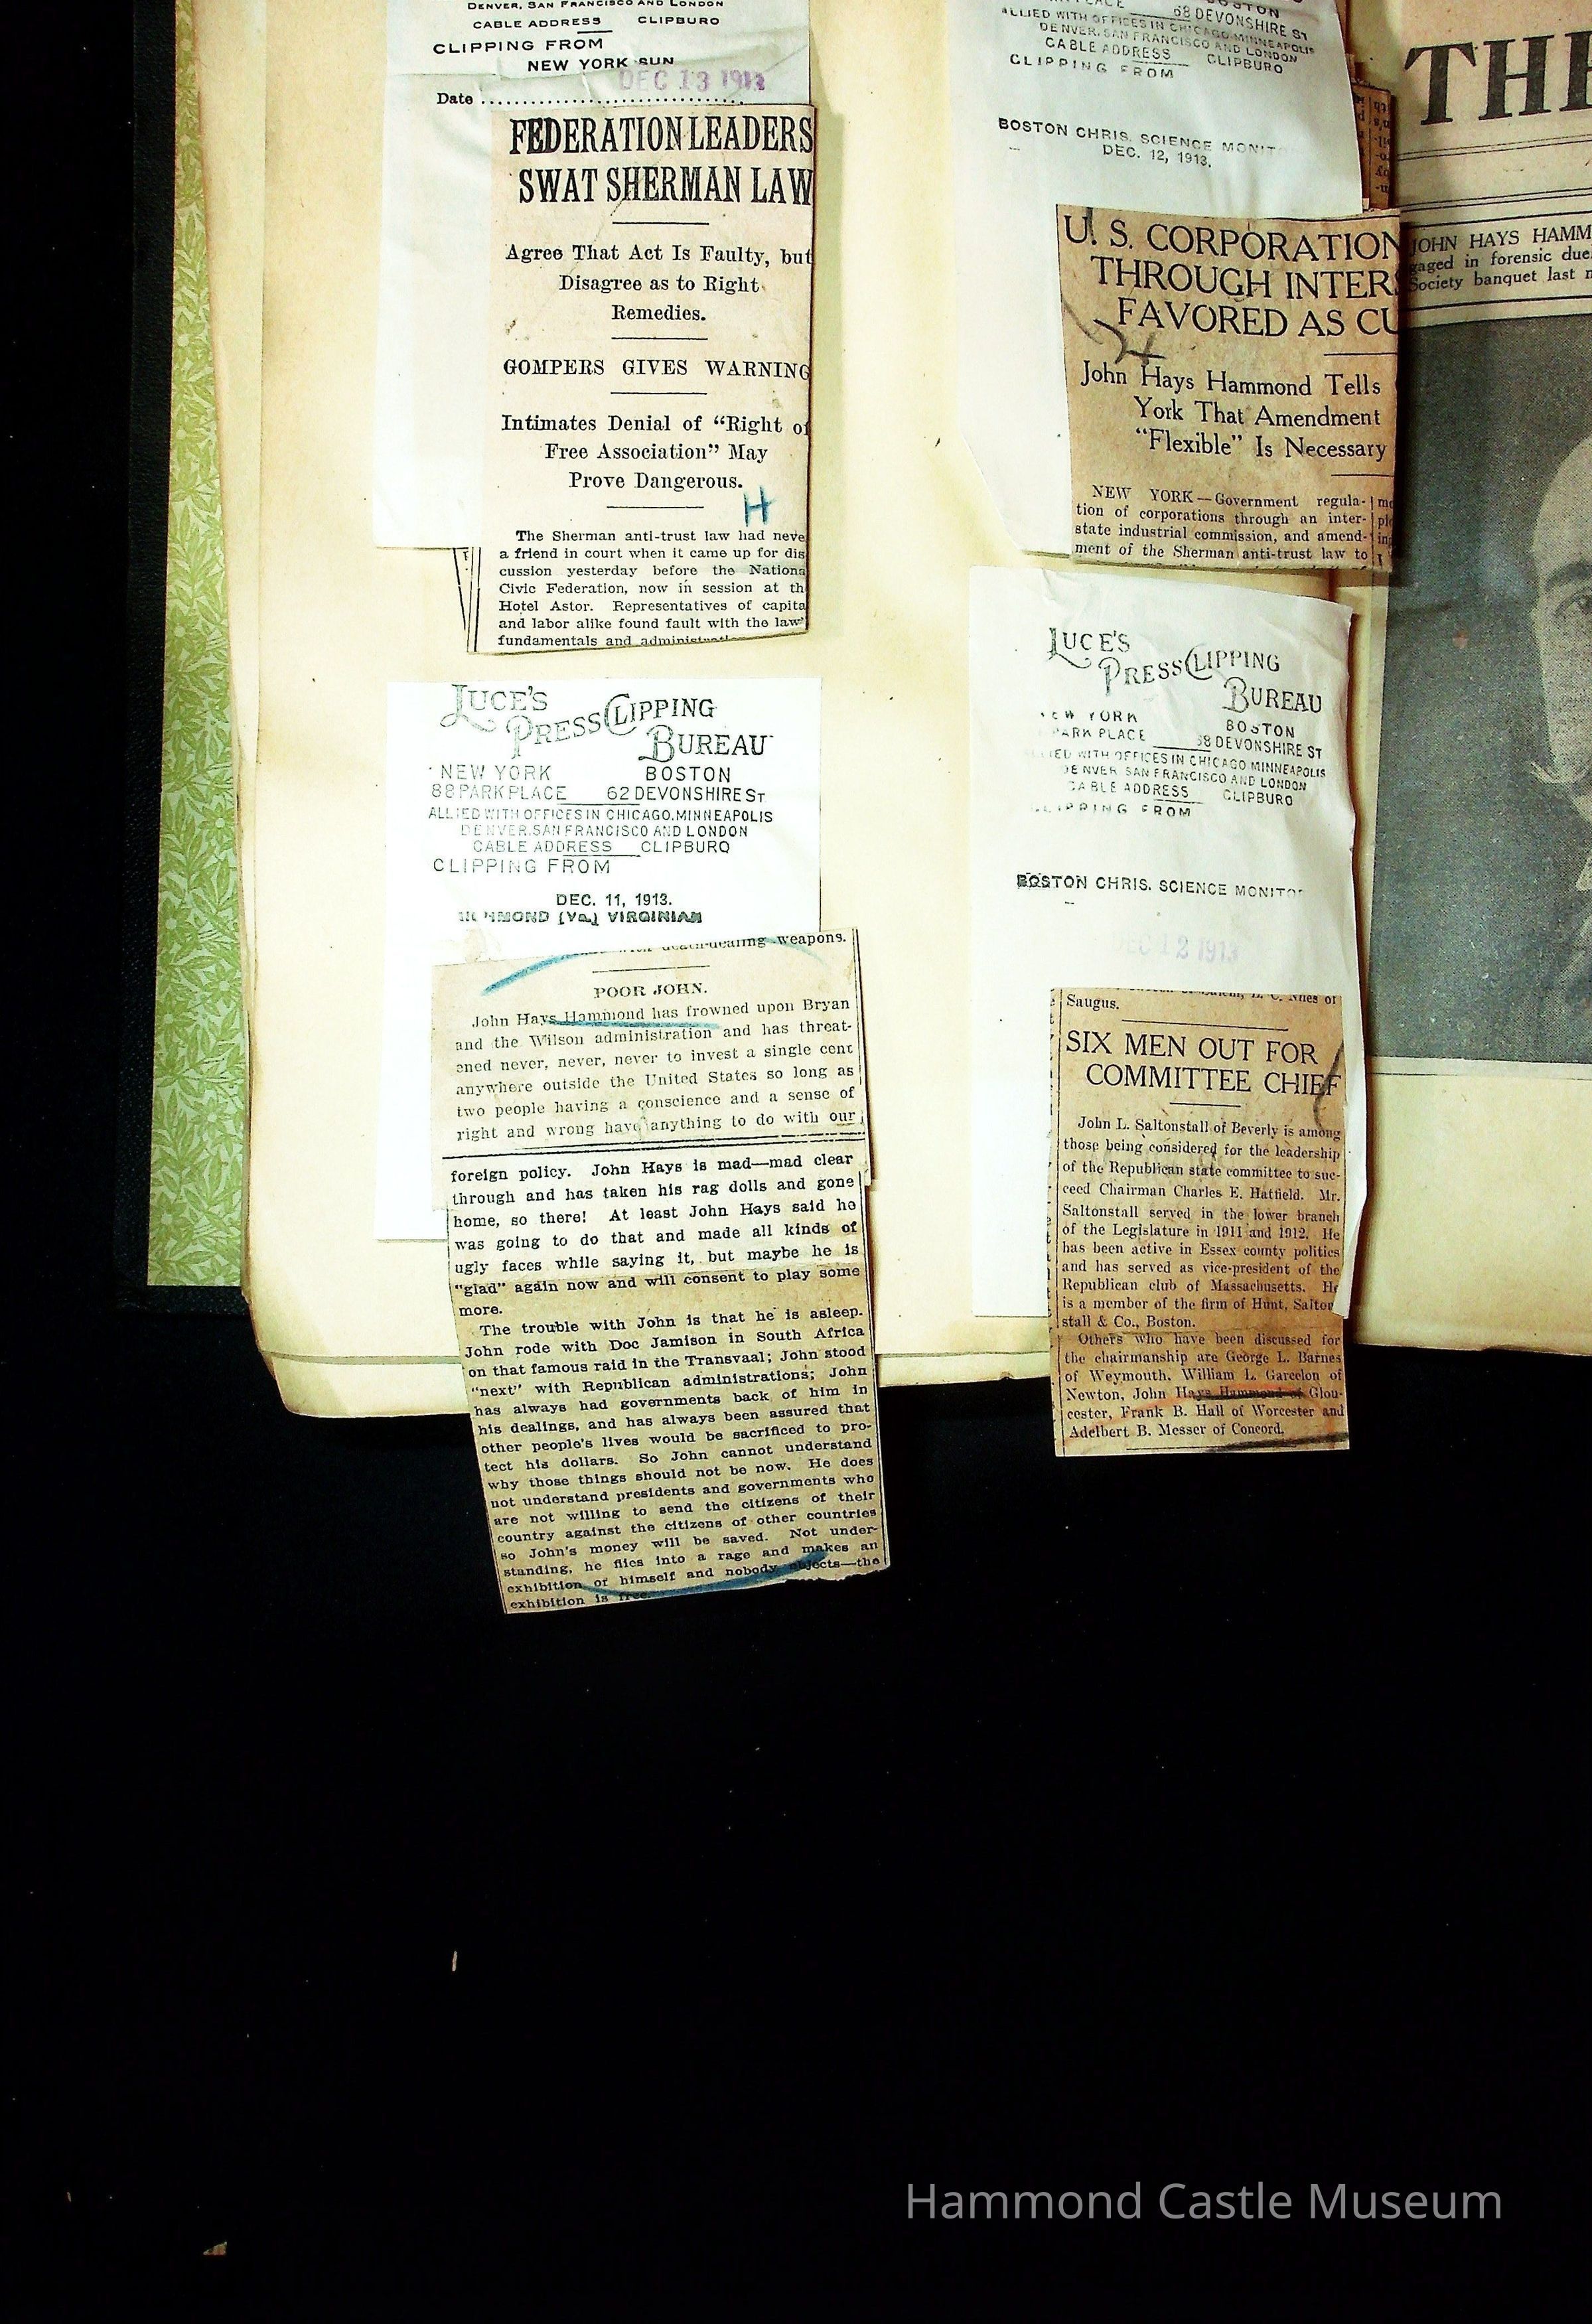 DENVER, SAN FRANCISCO AND LONDON
CABLE ADDRESS CLIPBURO
CLIPPING FROM
NEW YORK SUN
DEC 13 1913
Date
FEDERATION LEADERS
SWAT SHERMAN LAW
Agree That Act Is Faulty, but
Disagree as to Right
Remedies.
GOMPERS GIVES WARNING
Intimates Denial of “Right of
Free Association” May
Prove Dangerous.
H
The Sherman anti-trust law had neve
a friend in court when it came up for dis
cussion yesterday before the Nationa
Civic Federation, now in session at th
Hotel Astor. Representatives of capita
and labor alike found fault with the law'
fundamentals and
LUCE'S
PRESS CLIPPING
BUREAU
NEW YORK BOSTON
88 PARK PLACE 62 DEVONSHIRE ST
ALLIED WITH OFFICES IN CHICAGO, MINNEAPOLIS
DENVER, SAN FRANCISCO AND LONDON
CABLE ADDRESS CLIPBURO
CLIPPING FROM
DEC. 11, 1913.
RICHMOND (Va.) VIRGINIAN
death-dealing weapons.
POOR JOHN.
John Hays Hammond has frowned upon Bryan
and the Wilson administration and has threat-
ened never, never, never to invest a single cent
anywhere outside the United States so long as
two people having a conscience and a sense of
right and wrong have anything to do with our
foreign policy. John Hays is mad—mad clear
through and has taken his rag dolls and gone
home, so there! At least John Hays said he
was going to do that and made all kinds of
ugly faces while saying it, but maybe he is
“glad” again now and will consent to play some
more.
The trouble with John is that he is asleep.
John rode with Doc Jamison in South Africa
on that famous raid in the Transvaal; John stood
“next” with Republican administrations; John
has always had governments back of him in
his dealings, and has always been assured that
other people's lives would be sacrificed to pro-
tect his dollars. So John cannot understand
why those things should not be now. He does
not understand presidents and governments who
are not willing to send the citizens of their
country against the citizens of other countries
so John's money will be saved. Not under-
standing, he flies into a rage and makes an
exhibition of himself and nobody objects—the
exhibition is free.
BOSTON
68 DEVONSHIRE ST
ALLIED WITH OFFICES IN CHICAGO, MINNEAPOLIS
DENVER, SAN FRANCISCO AND LONDON
CABLE ADDRESS CLIPBURO
CLIPPING FROM
BOSTON CHRIS. SCIENCE MONIT
DEC. 12, 1913.
U. S. CORPORATION
THROUGH INTERS
FAVORED AS CU
John Hays Hammond Tells
York That Amendment
“Flexible” Is Necessary
NEW YORK—Government regula-
tion of corporations through an inter-
state industrial commission, and amend-
ment of the Sherman anti-trust law to
LUCE'S
PRESS CLIPPING
BUREAU
NEW YORK BOSTON
PARK PLACE 68 DEVONSHIRE ST
ALLIED WITH OFFICES IN CHICAGO MINNEAPOLIS
DENVER SAN FRANCISCO AND LONDON
CABLE ADDRESS CLIPBURO
CLIPPING FROM
BOSTON CHRIS. SCIENCE MONITOR
DEC 12 1913
Saugus.
SIX MEN OUT FOR
COMMITTEE CHIEF
John L. Saltonstall of Beverly is among
those being considered for the leadership
of the Republican state committee to suc-
ceed Chairman Charles E. Hatfield. Mr.
Saltonstall served in the lower branch
of the Legislature in 1911 and 1912. He
has been active in Essex county politics
and has served as vice-president of the
Republican club of Massachusetts. He
is a member of the firm of Hunt, Salton
stall & Co., Boston.
Others who have been discussed for
the chairmanship are George L. Barnes
of Weymouth, William L. Garcelon of
Newton, John Hays Hammond of Glou-
cester, Frank B. Hall of Worcester and
Adelbert B. Messer of Concord.
THE
JOHN HAYS HAMM
gaged in forensic due
Society banquet last n
Hammond Castle Museum